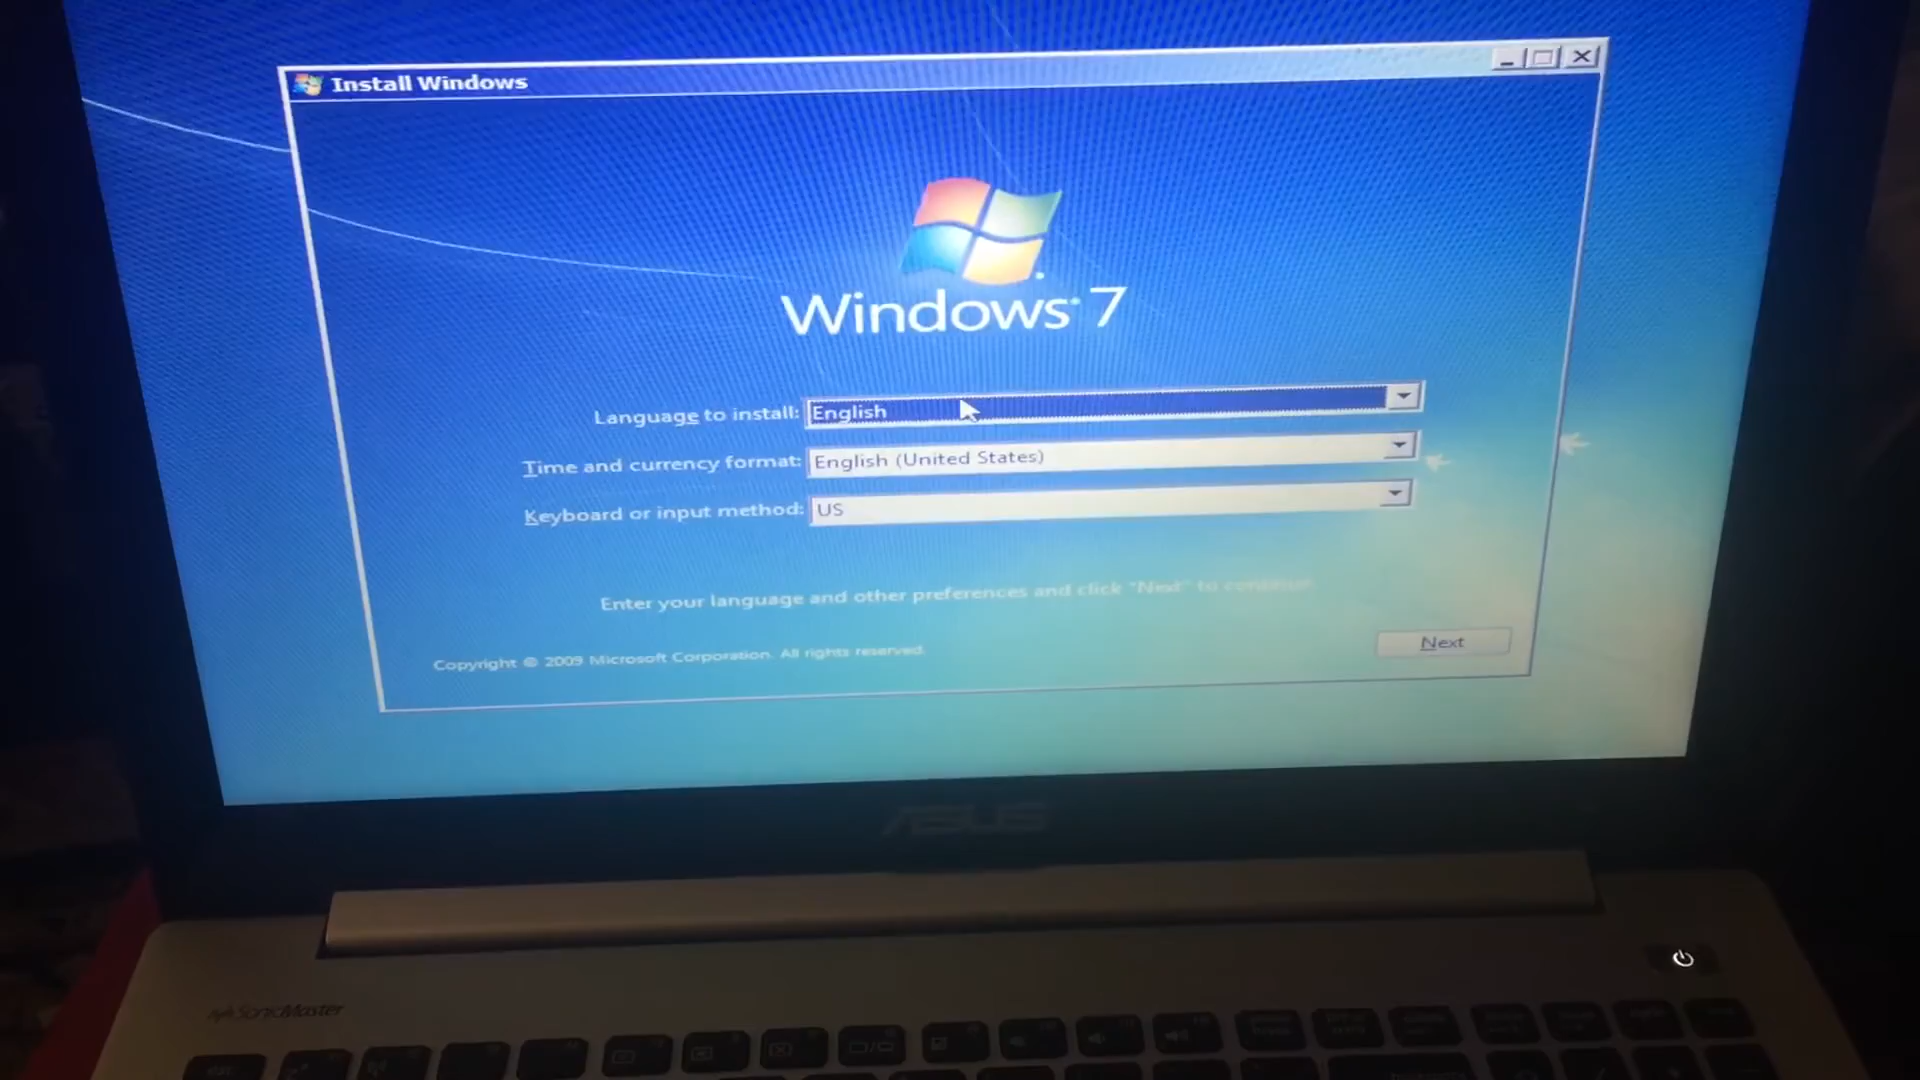 Install Windows
Windows 7
Language to install: English
Time and currency format: English (United States)
Keyboard or input method: US
Enter your language and other preferences and click "Next" to continue.
Copyright © 2009 Microsoft Corporation. All rights reserved.
Next
ASUS
SonicMaster